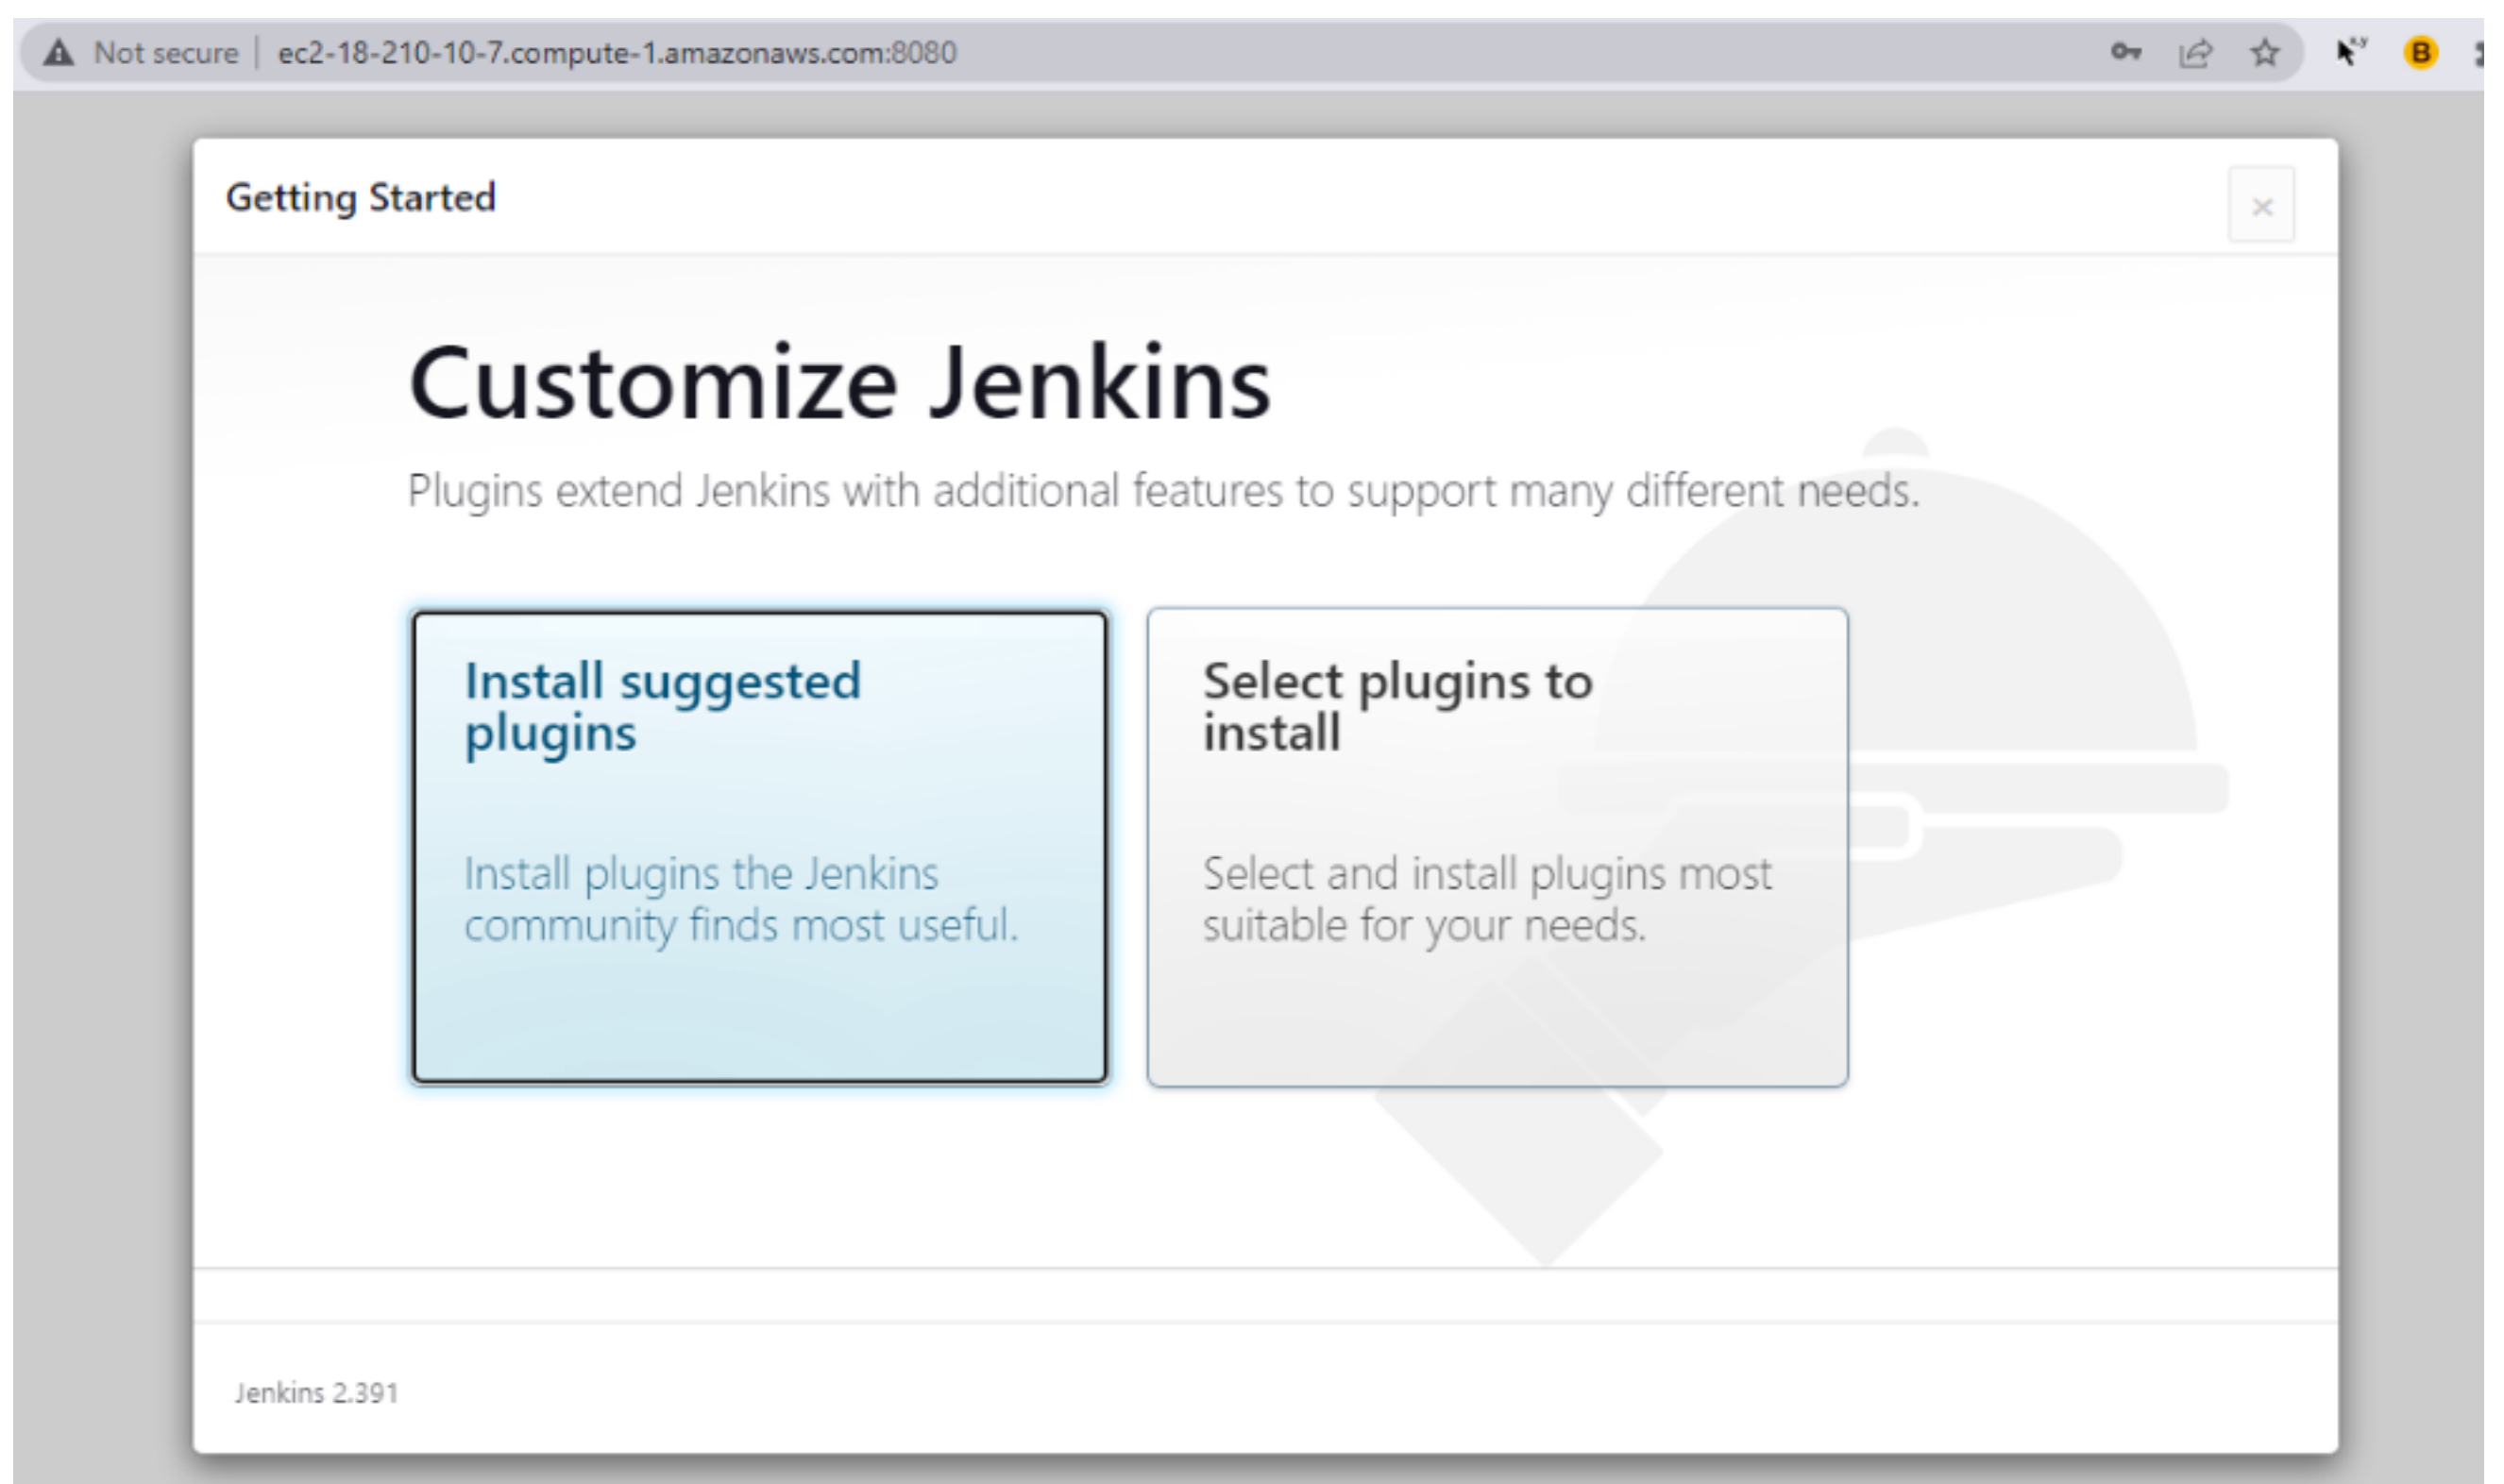 Not secure ec2-18-210-10-7.compute-1.amazonaws.com:8080
B
Getting Started
Customize Jenkins
Plugins extend Jenkins with additional features to support many different needs.
Install suggested
plugins
Install plugins the Jenkins
community finds most useful.
Select plugins to
install
Select and install plugins most
suitable for your needs.
Jenkins 2.391